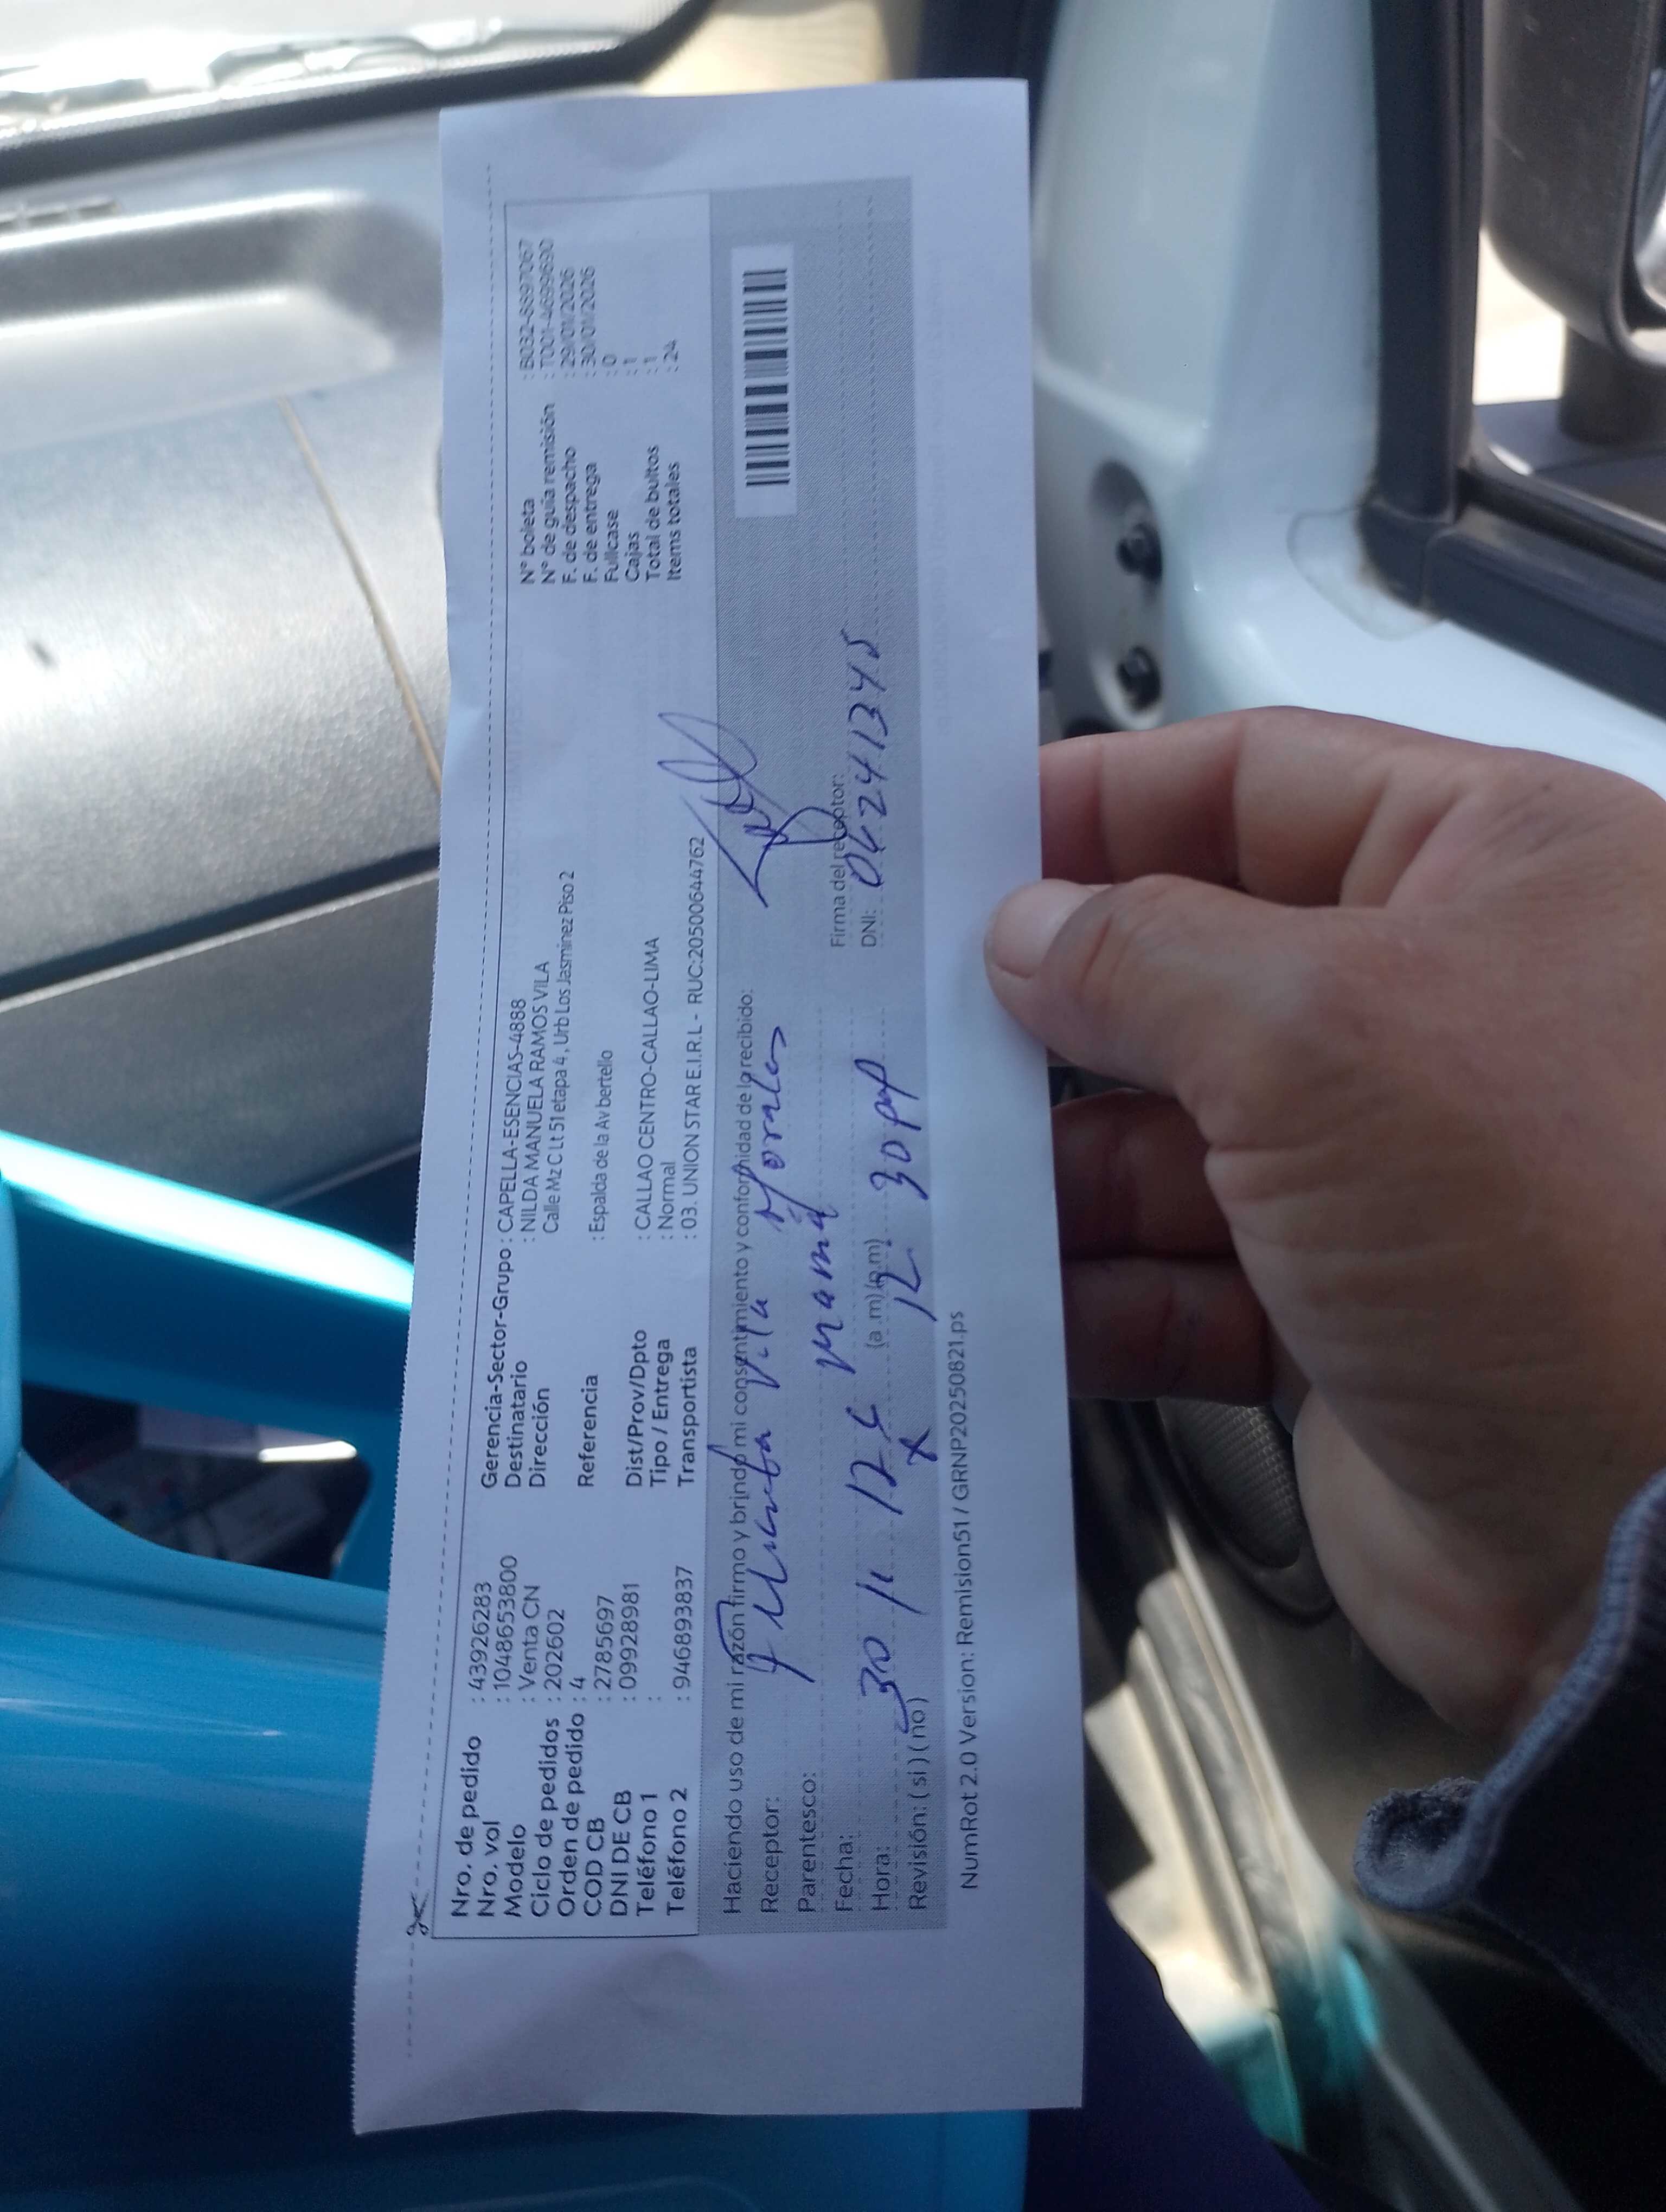 Nro. de pedido : 43926283
Nro. vol : 104865353800
Modelo : Venta CN
Ciclo de pedidos : 202602
Orden de pedido : 4
COD CB : 2785697
DNI DE CB : 09928981
Teléfono 1 :
Teléfono 2 : 946893837
Gerencia-Sector-Grupo : CAPELLA-ESENCIAS-4888
Destinatario : NILDA MANUELA RAMOS VILA
Dirección Calle Mz C Lt 51 etapa 4 , Urb Los Jasminez Piso 2
Referencia : Espalda de la Av bertello
Dist/Prov/Dpto : CALLAO CENTRO-CALLAO-LIMA
Tipo / Entrega : Normal
Transportista : 03. UNION STAR E.I.R.L - RUC:20500644762
N° boleta : B032-6697067
N° de guía remisión : T001-4699690
F. de despacho : 29/01/2026
F. de entrega : 30/01/2026
Fullcase : 0
Cajas : 1
Total de bultos : 1
Items totales : 24
Haciendo uso de mi razón firmo y brindo mi consentimiento y conformidad de lo recibido:
Receptor: Vila Morales
Parentesco: mamá
Fecha: 30
Hora: (a .m) (p.m) 12 30
Revisión: ( si ) ( no )
Firma del receptor:
DNI:
NumRot 2.0 Version: Remision51 / GRNP20250821.ps